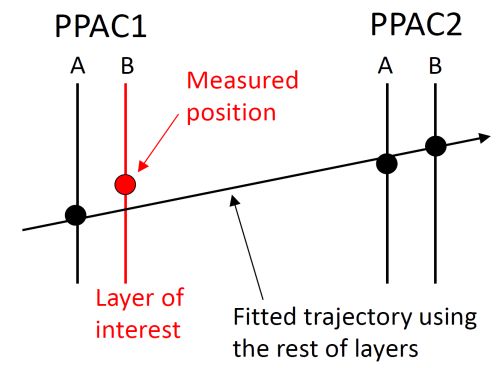 PPAC1
PPAC2
A
B
A
B
Measured
position
Layer of
interest
Fitted trajectory using
the rest of layers